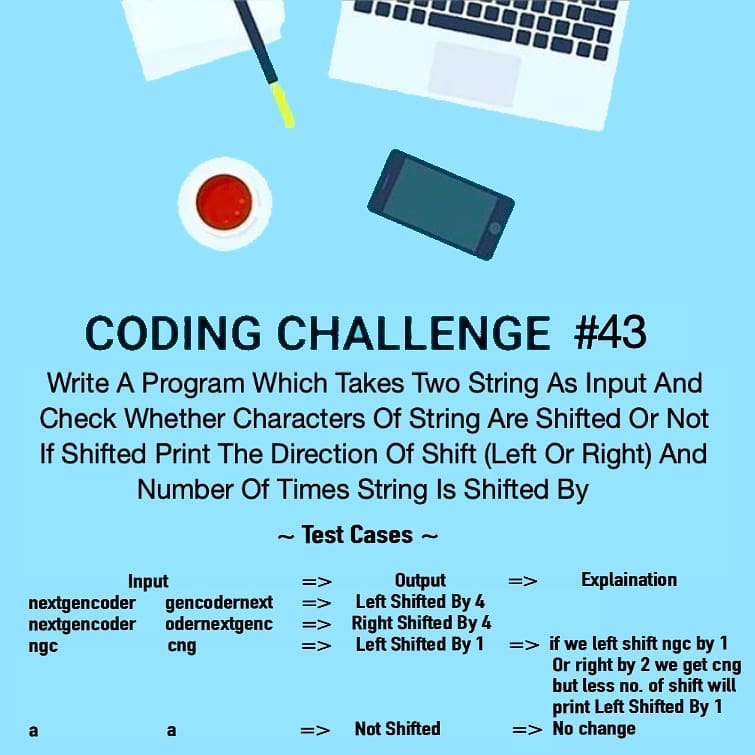 CODING CHALLENGE #43
Write A Program Which Takes Two String As Input And
Check Whether Characters Of String Are Shifted Or Not
If Shifted Print The Direction Of Shift (Left Or Right) And
Number Of Times String Is Shifted By
~ Test Cases ~
Input => Output => Explaination
nextgencoder gencodernext => Left Shifted By 4
nextgencoder odernextgenc => Right Shifted By 4
ngc cng => Left Shifted By 1 => if we left shift ngc by 1
Or right by 2 we get cng
but less no. of shift will
print Left Shifted By 1
a a => Not Shifted => No change